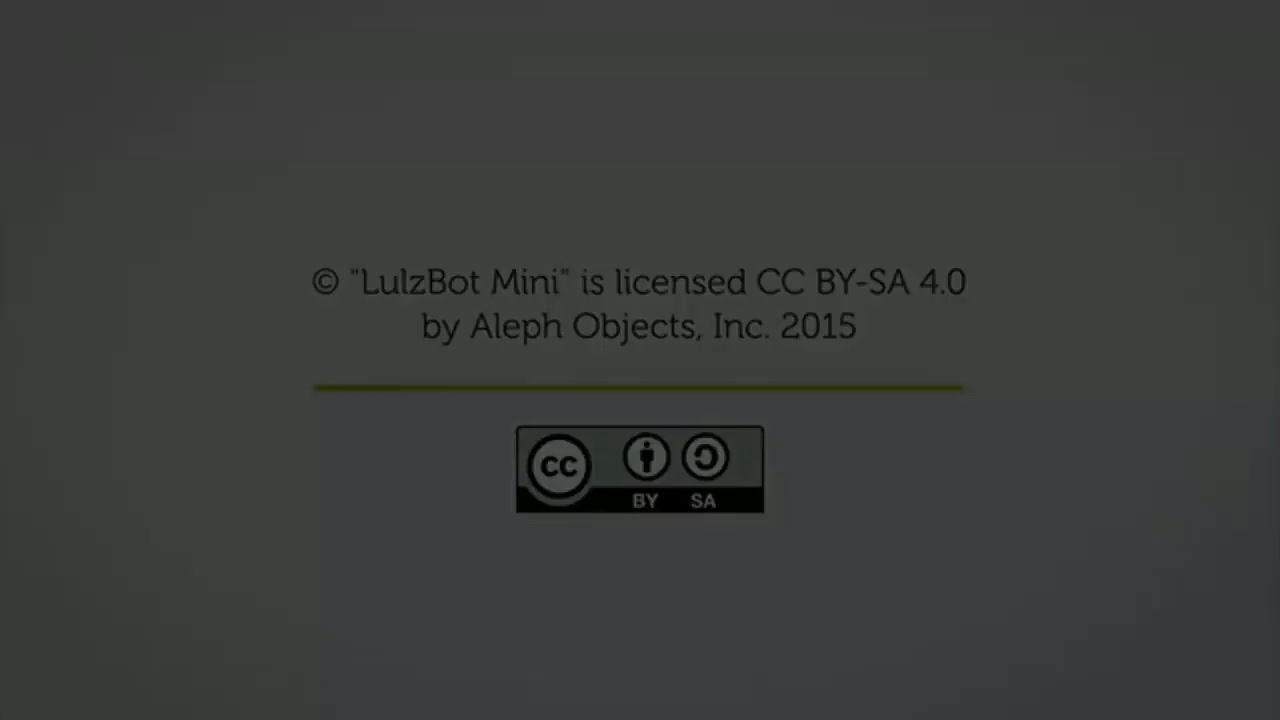 © "LulzBot Mini" is licensed CC BY-SA 4.0
by Aleph Objects, Inc. 2015
cc
BY SA